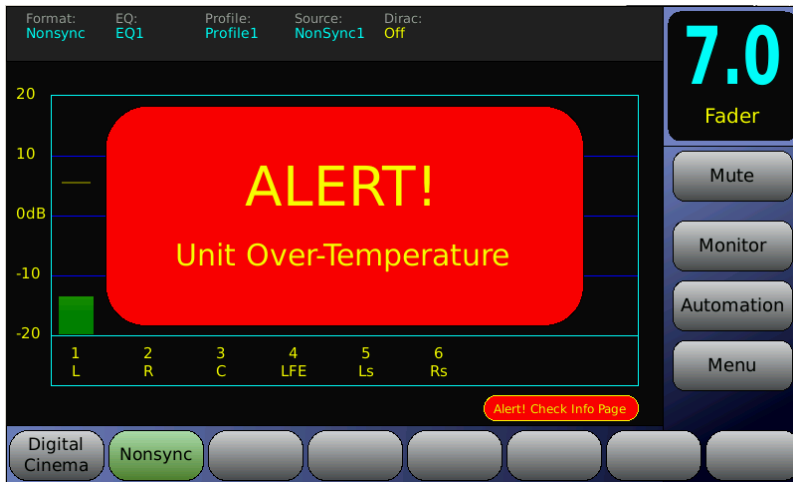 Format: EQ: Profile: Source: Dirac:
Nonsync EQ1 Profile1 NonSync1 Off
7.0
Fader
20
10
0dB
-10
-20
ALERT!
Unit Over-Temperature
1 2 3 4 5 6
L R C LFE Ls Rs
Alert! Check Info Page
Mute
Monitor
Automation
Menu
Digital
Cinema
Nonsync